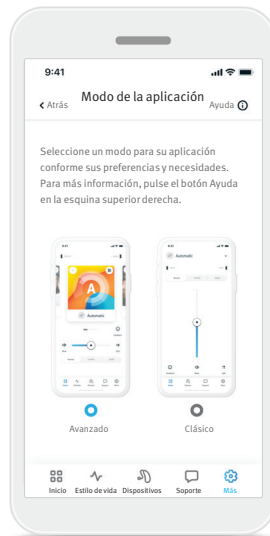 9:41
Atrás
Modo de la aplicación
Ayuda
Seleccione un modo para su aplicación
conforme sus preferencias y necesidades.
Para más información, pulse el botón Ayuda
en la esquina superior derecha.
A
Automatic
Automatic
Avanzado
Clásico
Inicio Estilo de vida Dispositivos Soporte Más